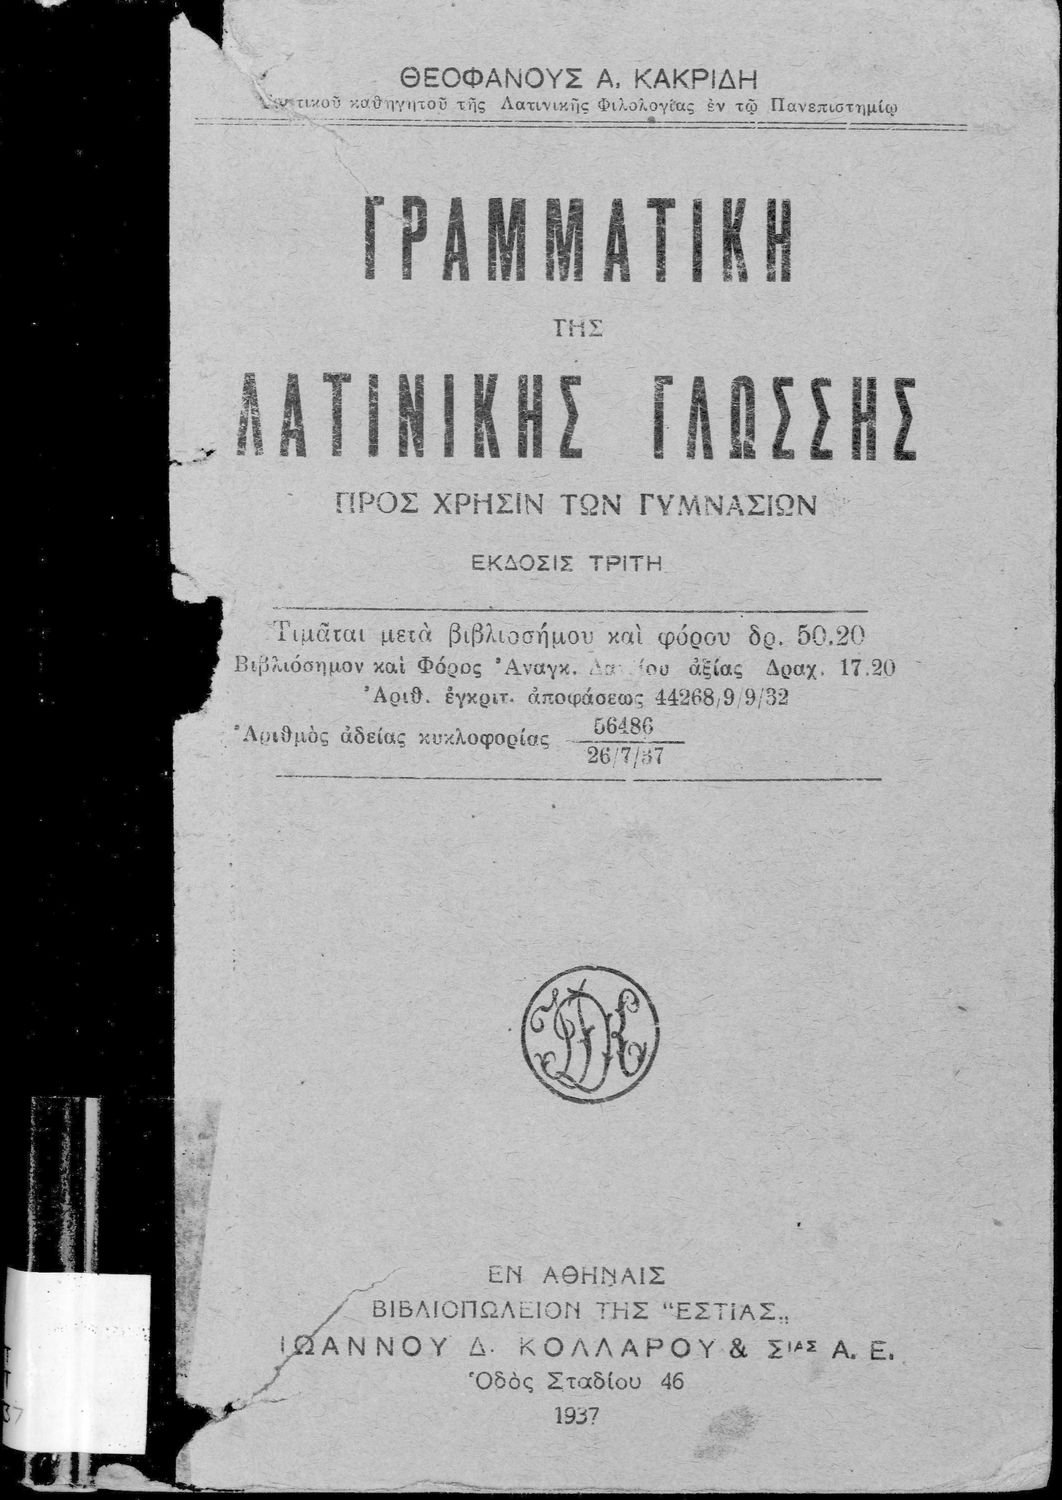 ΘΕΟΦΑΝΟΥΣ Α. ΚΑΚΡΙΔΗ
καθηγητοῦ τῆς Λατινικῆς Φιλολογίας ἐν τῷ Πανεπιστημίῳ
ΓΡΑΜΜΑΤΙΚΗ
ΤΗΣ
ΛΑΤΙΝΙΚΗΣ ΓΛΩΣΣΗΣ
ΠΡΟΣ ΧΡΗΣΙΝ ΤΩΝ ΓΥΜΝΑΣΙΩΝ
ΕΚΔΟΣΙΣ ΤΡΙΤΗ
Τιμᾶται μετὰ βιβλιοσήμου καὶ φόρου δρ. 50.20
Βιβλιόσημον καὶ Φόρος Ἀναγκ. ἀξίας Δραχ. 17.20
Ἀριθ. ἐγκριτ. ἀποφάσεως 44268/9/9/32
Ἀριθμὸς ἀδείας κυκλοφορίας 56486
26/7/37
ΕΝ ΑΘΗΝΑΙΣ
ΒΙΒΛΙΟΠΩΛΕΙΟΝ ΤΗΣ "ΕΣΤΙΑΣ„
ΙΩΑΝΝΟΥ Δ. ΚΟΛΛΑΡΟΥ & ΣΙΑΣ Α. Ε.
Ὁδὸς Σταδίου 46
1937